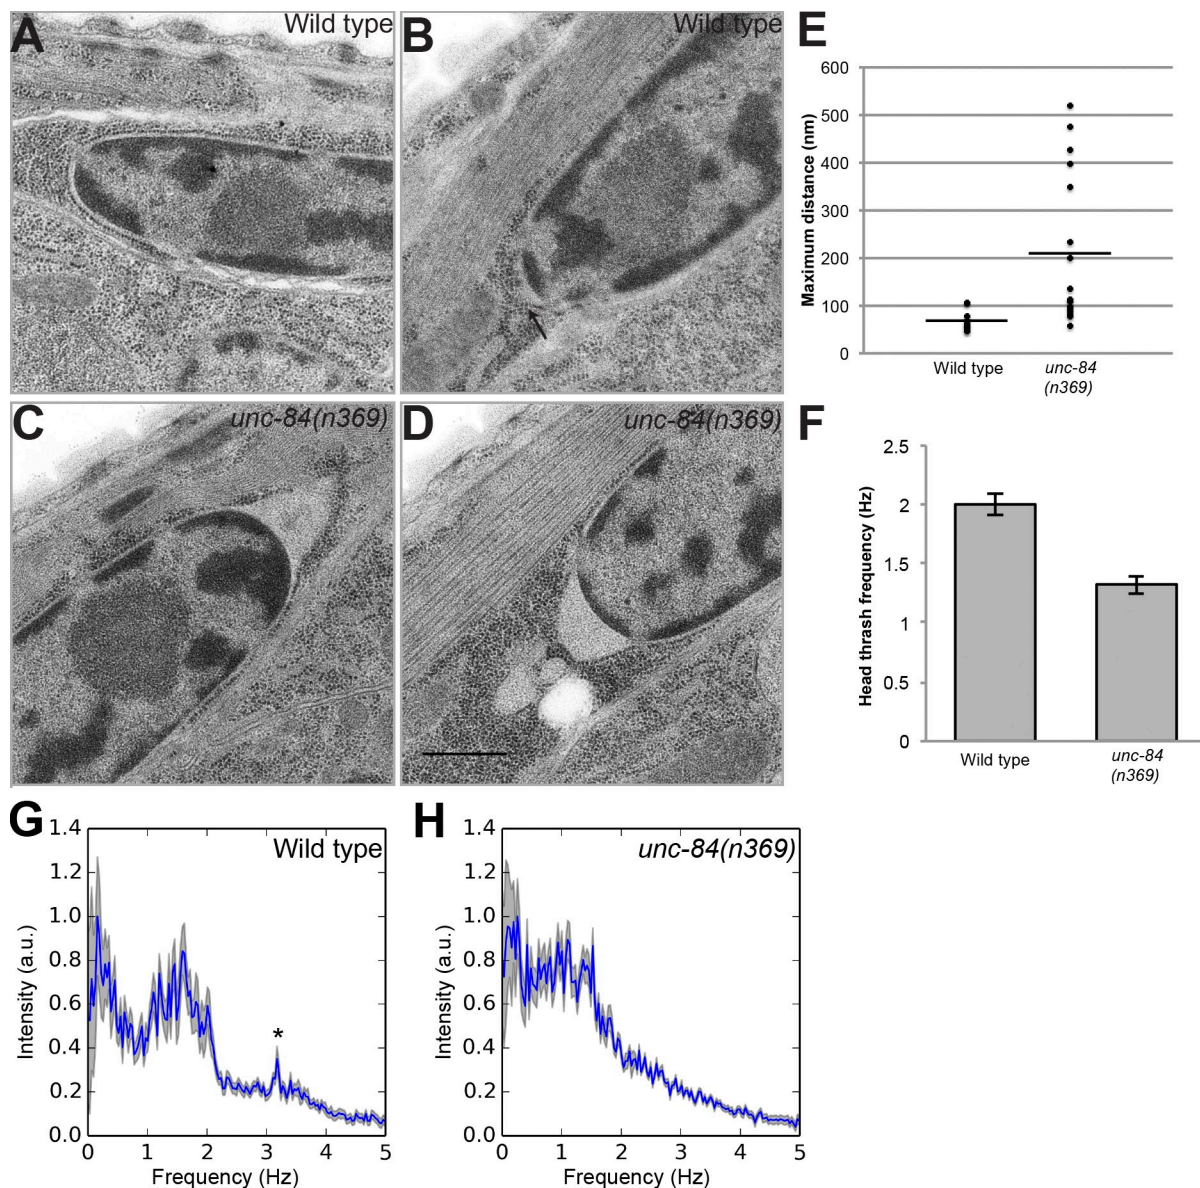 A
Wild type
B
Wild type
C
unc-84(n369)
D
unc-84(n369)
E
600
500
400
300
200
100
0
Maximum distance (nm)
Wild type
unc-84
(n369)
F
2.5
2
1.5
1
0.5
0
Head thrash frequency (Hz)
Wild type
unc-84
(n369)
G
Wild type
1.4
1.2
1.0
0.8
0.6
0.4
0.2
0.0
Intensity (a.u.)
*
0 1 2 3 4 5
Frequency (Hz)
H
unc-84(n369)
1.4
1.2
1.0
0.8
0.6
0.4
0.2
0.0
Intensity (a.u.)
0 1 2 3 4 5
Frequency (Hz)